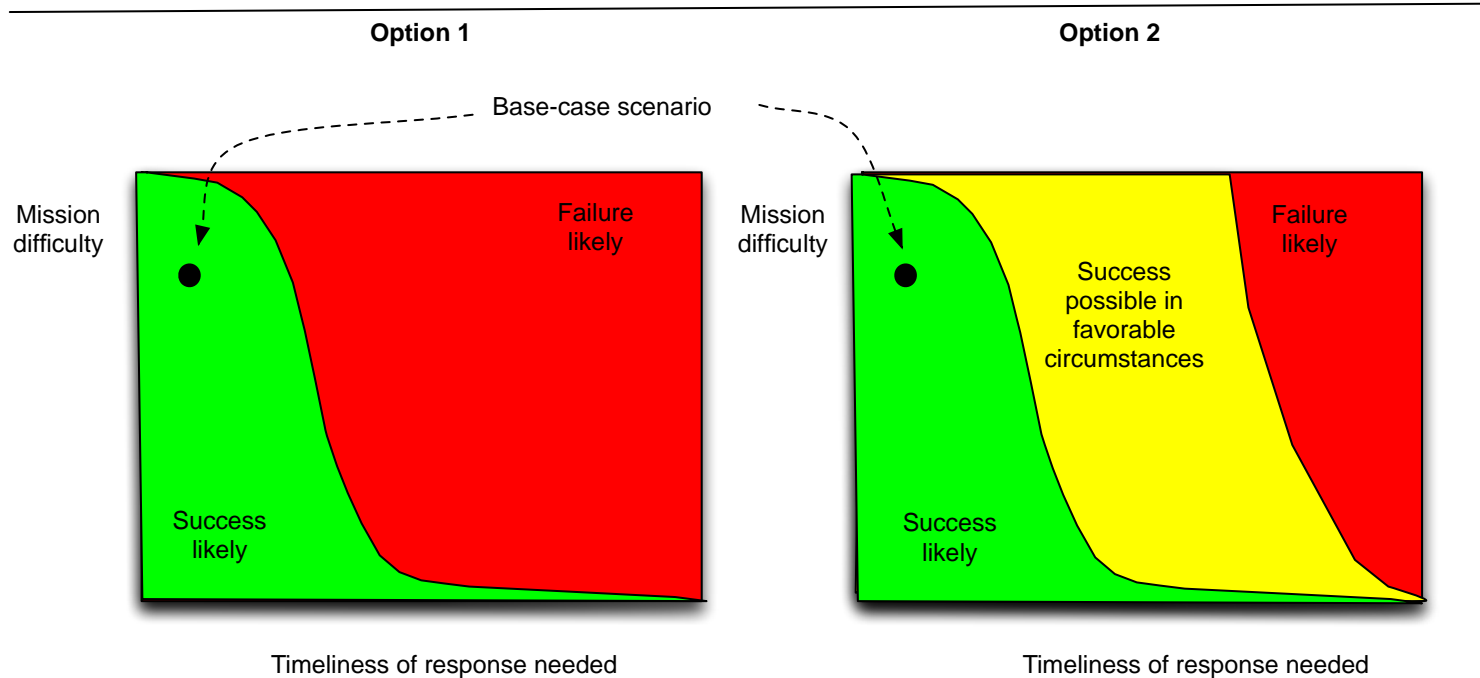 Option 1
Option 2
Base-case scenario
Mission
difficulty
Failure
likely
Success
likely
Timeliness of response needed
Mission
difficulty
Failure
likely
Success
possible in
favorable
circumstances
Success
likely
Timeliness of response needed